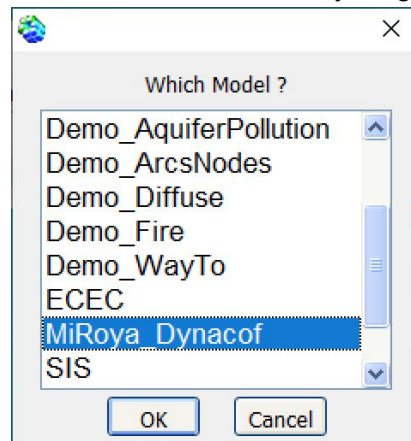 Which Model ?
Demo_AquiferPollution
Demo_ArcsNodes
Demo_Diffuse
Demo_Fire
Demo_WayTo
ECEC
MiRoya_Dynacof
SIS
OK Cancel